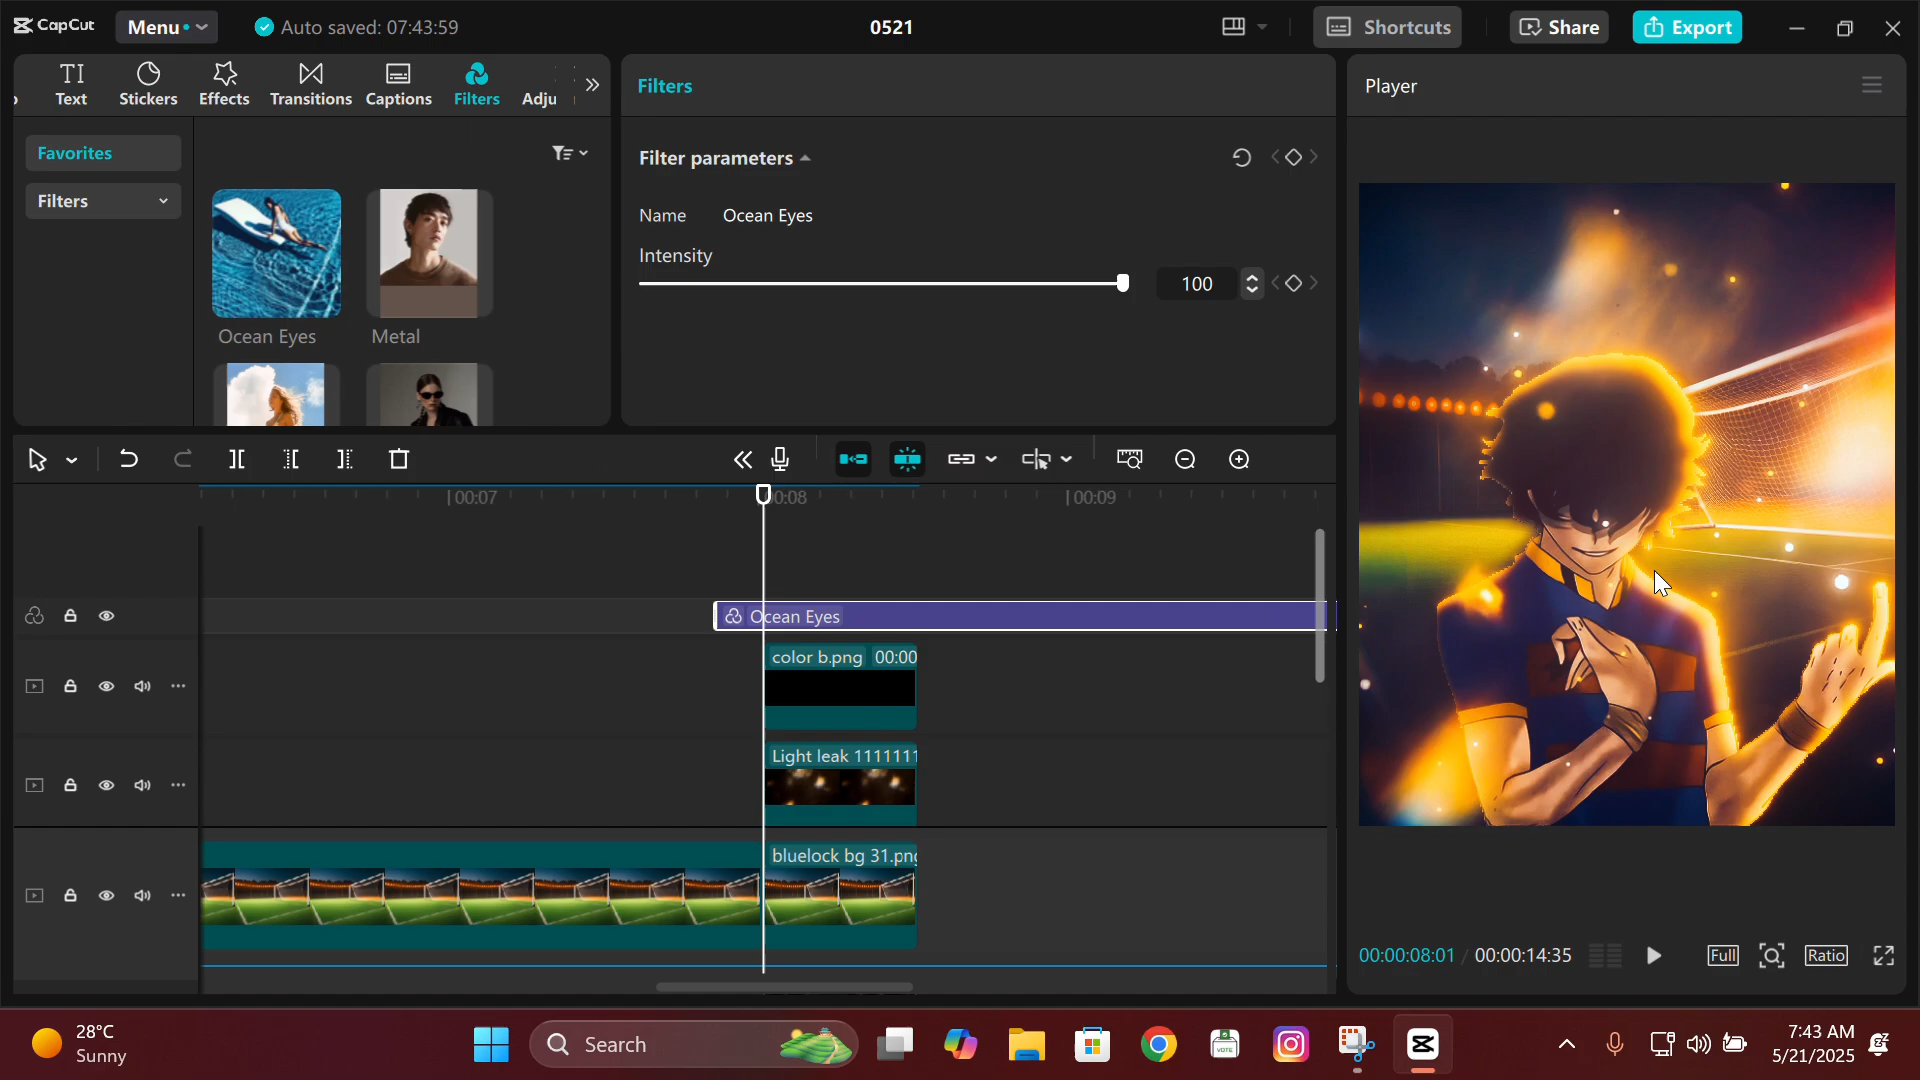 CapCut
Menu
Auto saved: 07:43:59
0521
Shortcuts
Share
Export
Text
Stickers
Effects
Transitions
Captions
Filters
Adju
Filters
Player
Favorites
Filters
Ocean Eyes
Metal
Filter parameters
Name
Ocean Eyes
Intensity
100
00:07
00:08
00:09
Ocean Eyes
color b.png 00:00
Light leak 1111111
bluelock bg 31.png
00:00:08:01 / 00:00:14:35
Full
Ratio
28°C
Sunny
Search
VOTE
7:43 AM
5/21/2025